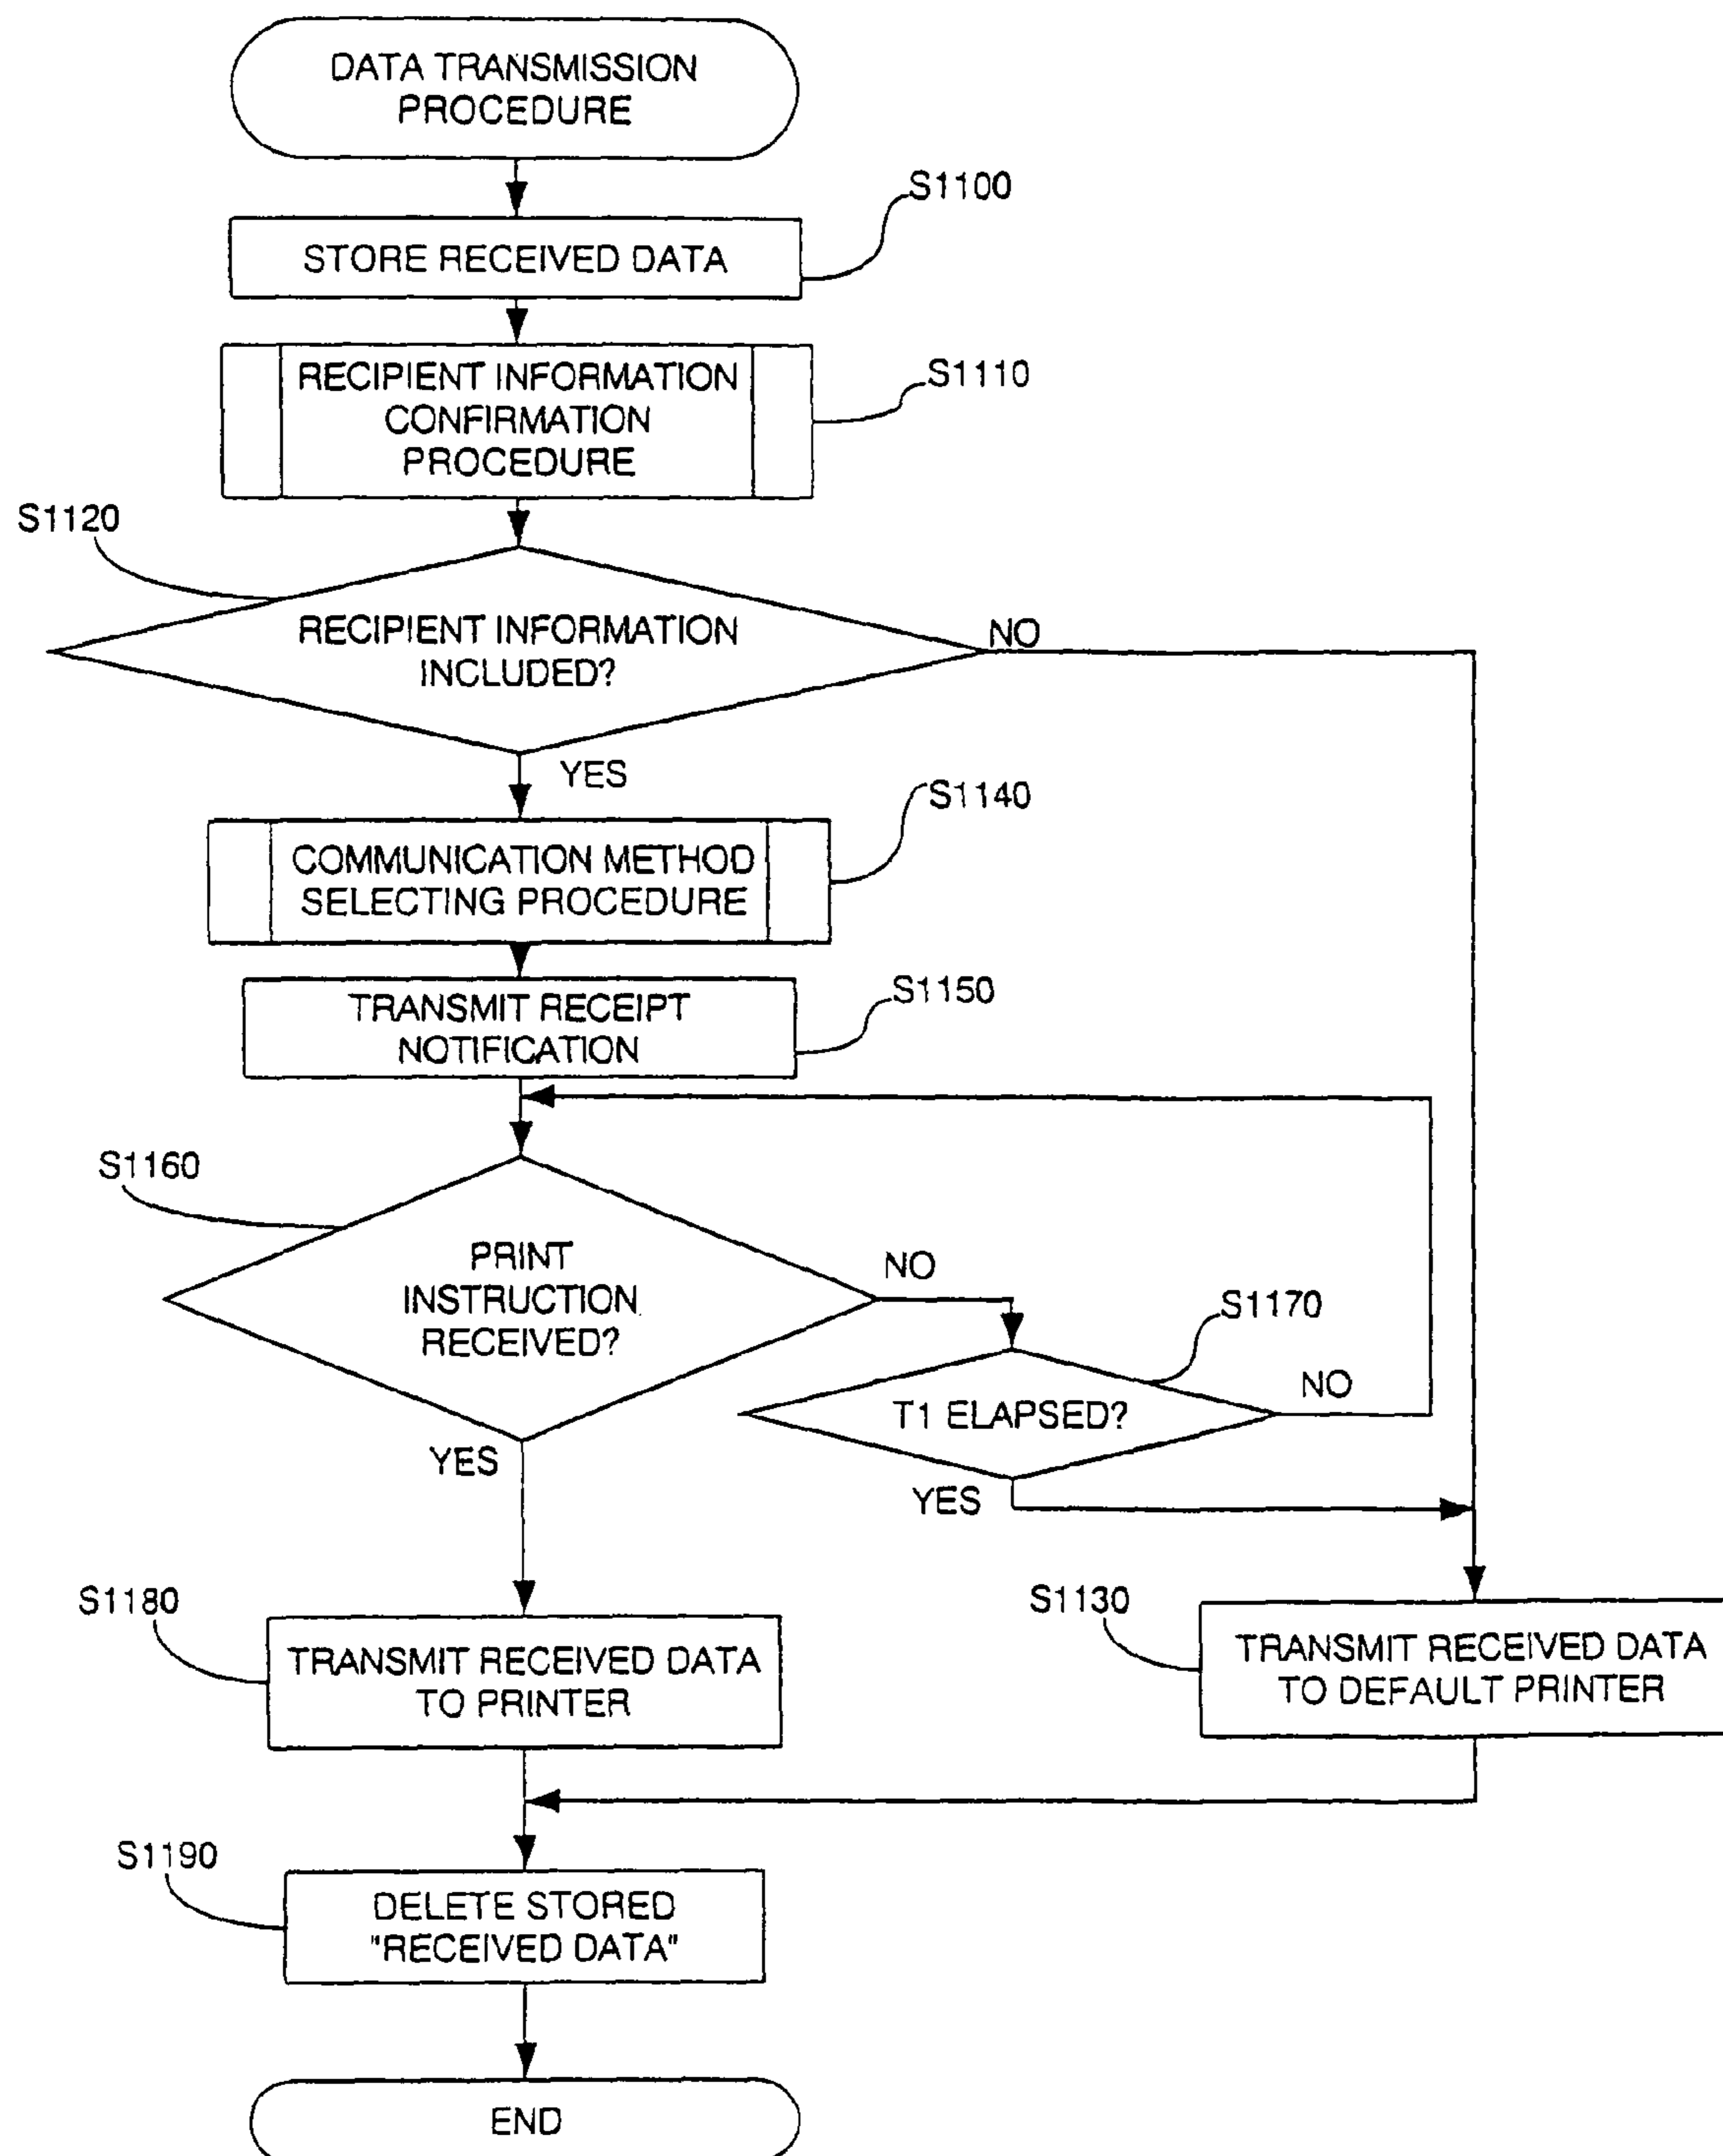 DATA TRANSMISSION
PROCEDURE
S1100
STORE RECEIVED DATA
S1110
RECIPIENT INFORMATION
CONFIRMATION
PROCEDURE
S1120
RECIPIENT INFORMATION
INCLUDED?
NO
YES
S1140
COMMUNICATION METHOD
SELECTING PROCEDURE
S1150
TRANSMIT RECEIPT
NOTIFICATION
S1160
PRINT
INSTRUCTION
RECEIVED?
NO
S1170
T1 ELAPSED?
NO
YES
YES
S1180
TRANSMIT RECEIVED DATA
TO PRINTER
S1130
TRANSMIT RECEIVED DATA
TO DEFAULT PRINTER
S1190
DELETE STORED
"RECEIVED DATA"
END